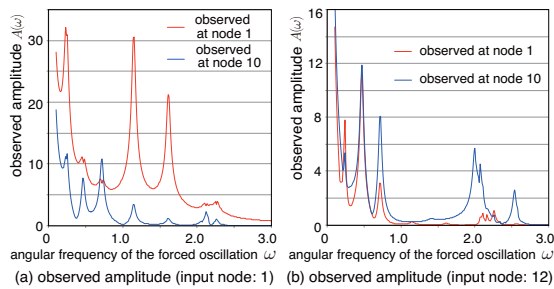 observed amplitude A(ω)
30
20
10
0
0
1.0
2.0
3.0
observed at node 1
observed at node 10
angular frequency of the forced oscillation ω
(a) observed amplitude (input node: 1)
observed amplitude A(ω)
16
12
8
4
0
0
1.0
2.0
3.0
observed at node 1
observed at node 10
angular frequency of the forced oscillation ω
(b) observed amplitude (input node: 12)